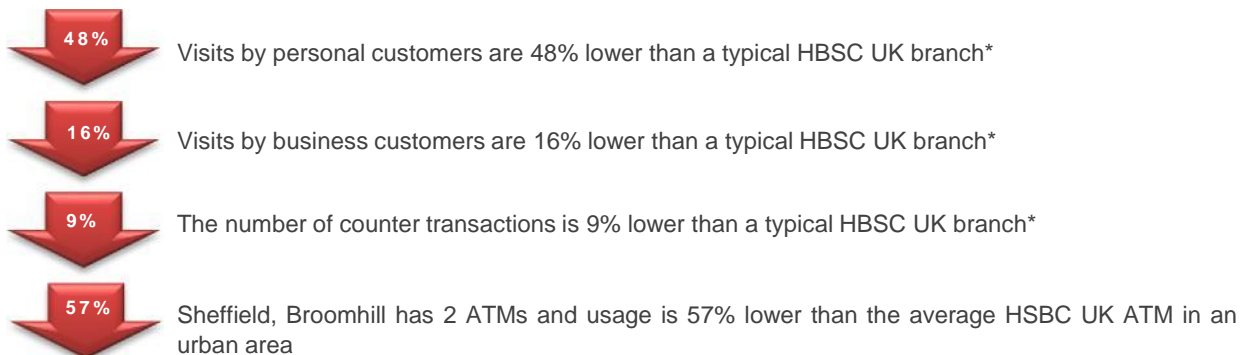 48%
Visits by personal customers are 48% lower than a typical HBSC UK branch*
16%
Visits by business customers are 16% lower than a typical HBSC UK branch*
9%
The number of counter transactions is 9% lower than a typical HBSC UK branch*
57%
Sheffield, Broomhill has 2 ATMs and usage is 57% lower than the average HSBC UK ATM in an
urban area